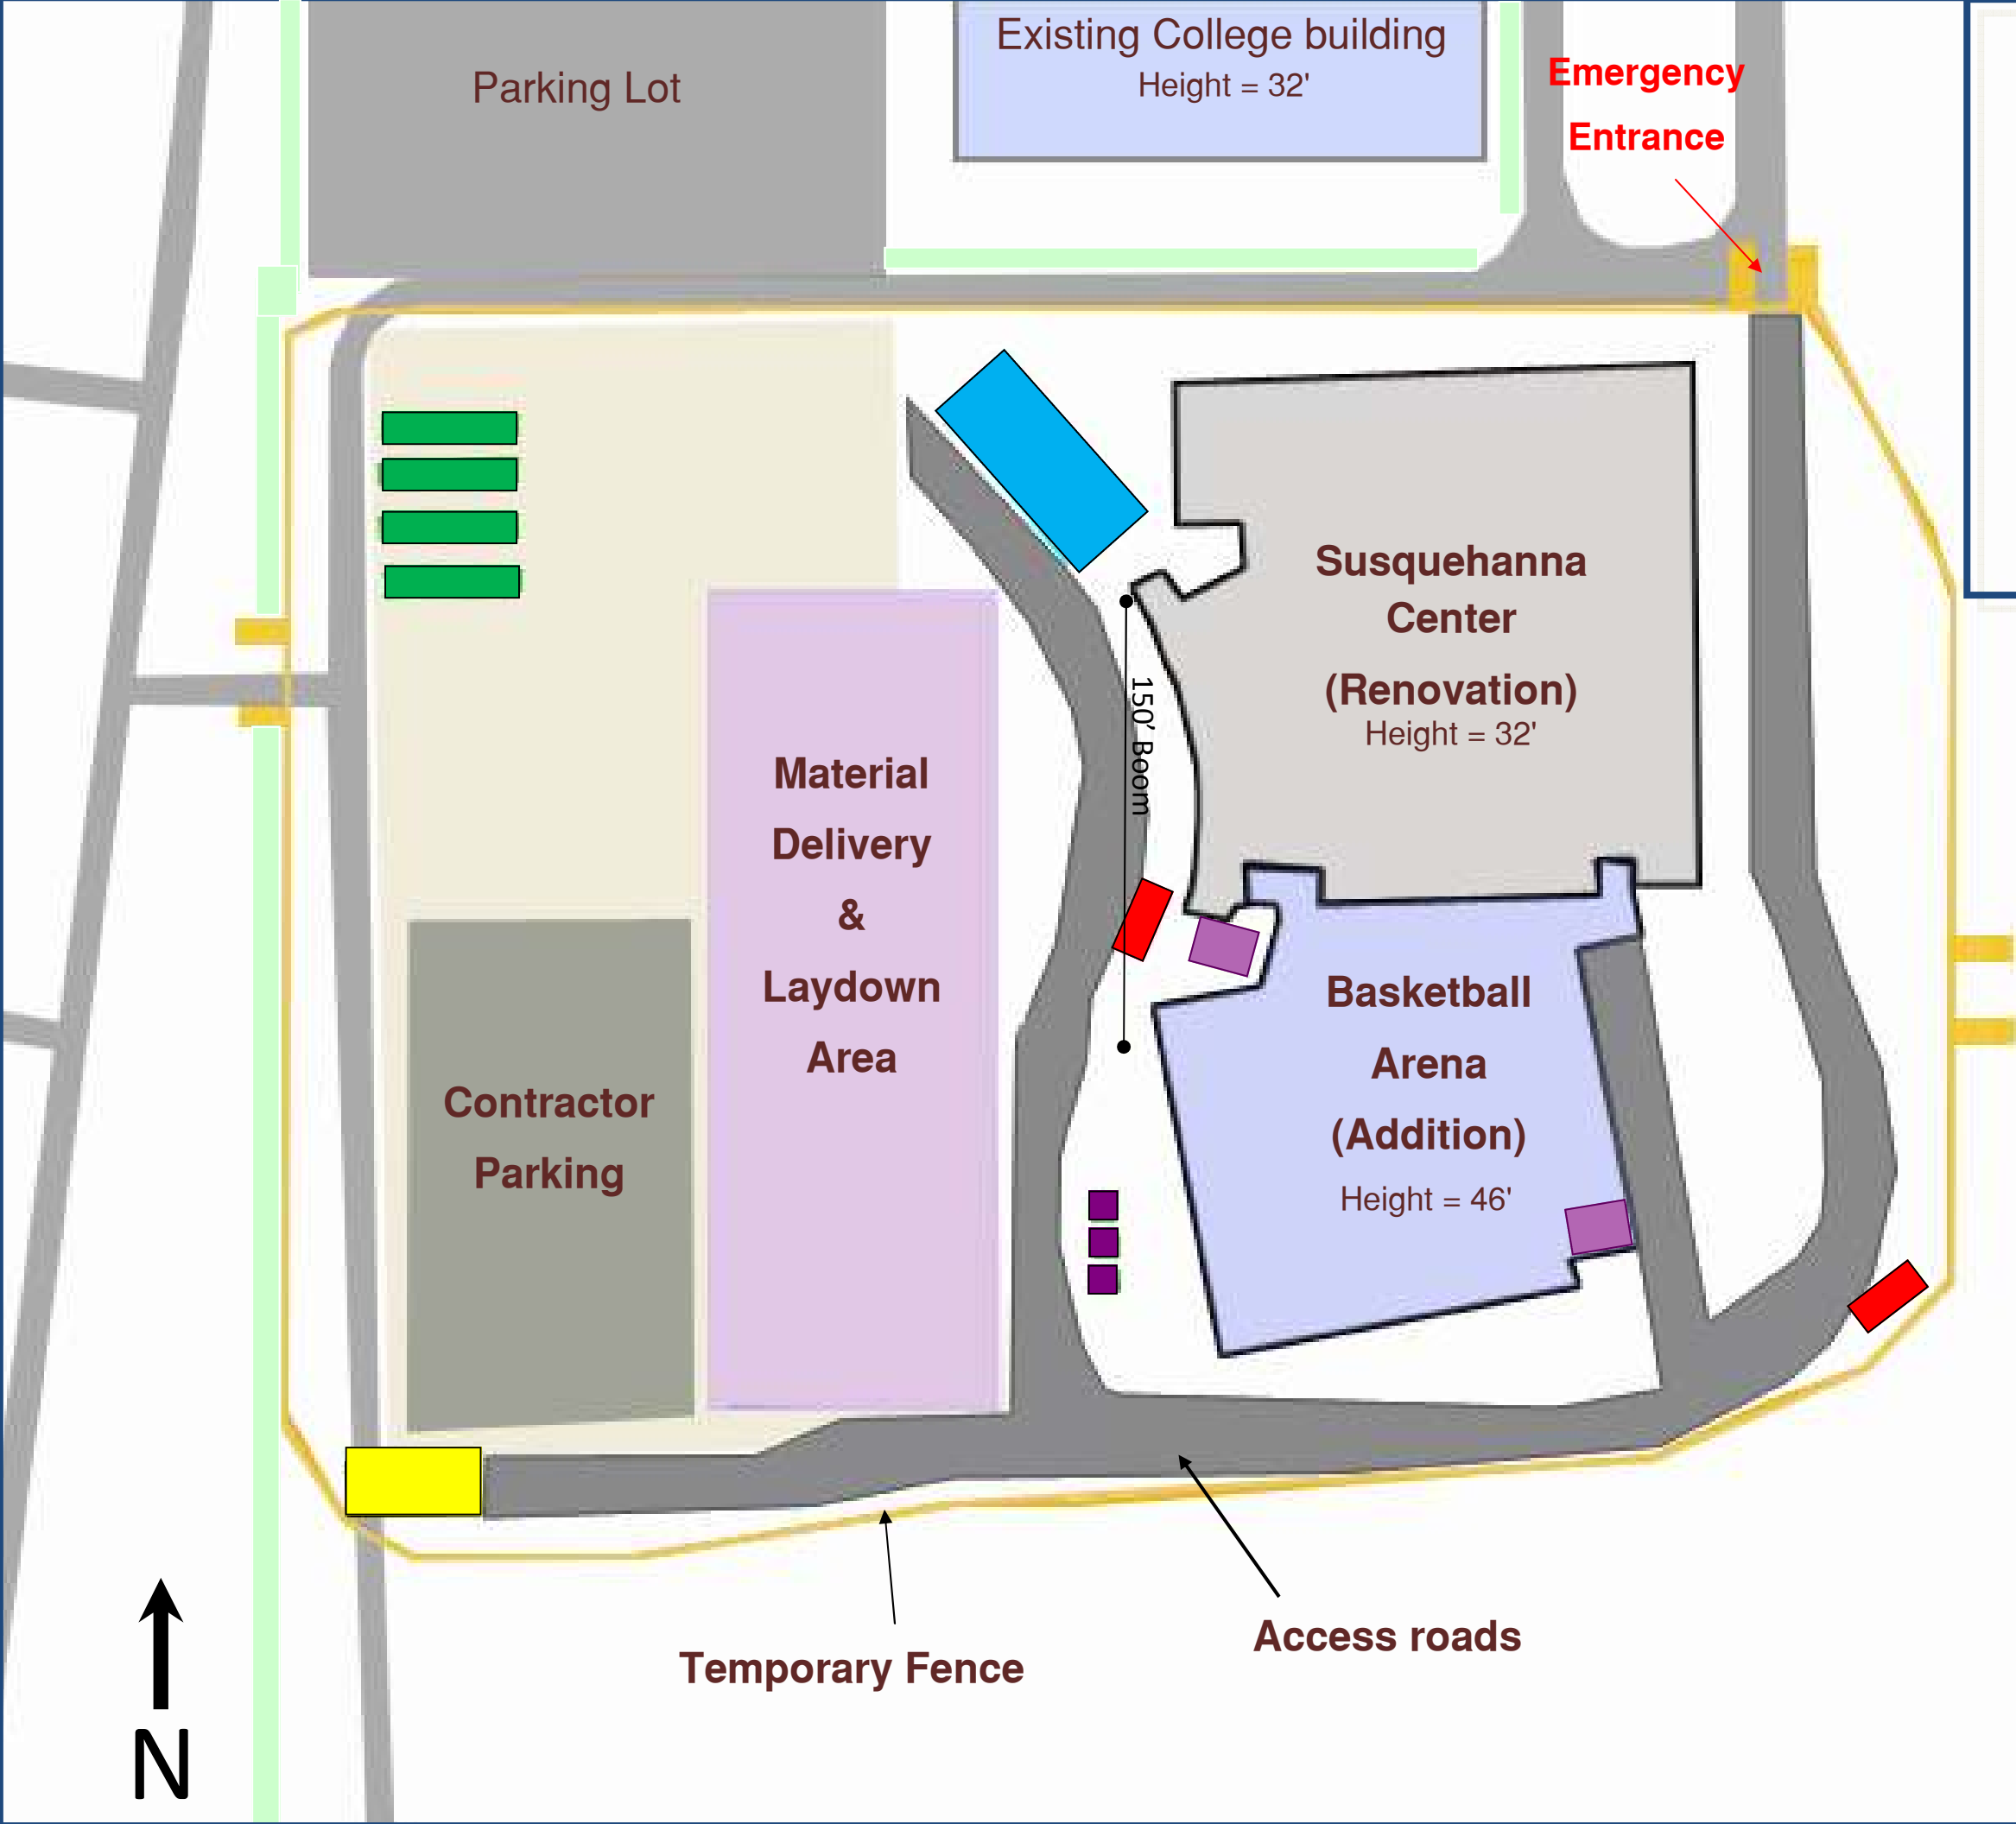 Existing College building
Height = 32'
Parking Lot
Emergency
Entrance
Susquehanna
Center
(Renovation)
Height = 32'
150’ Boom
Material
Delivery
&
Laydown
Area
Basketball
Arena
(Addition)
Height = 46'
Contractor
Parking
Access roads
Temporary Fence
N